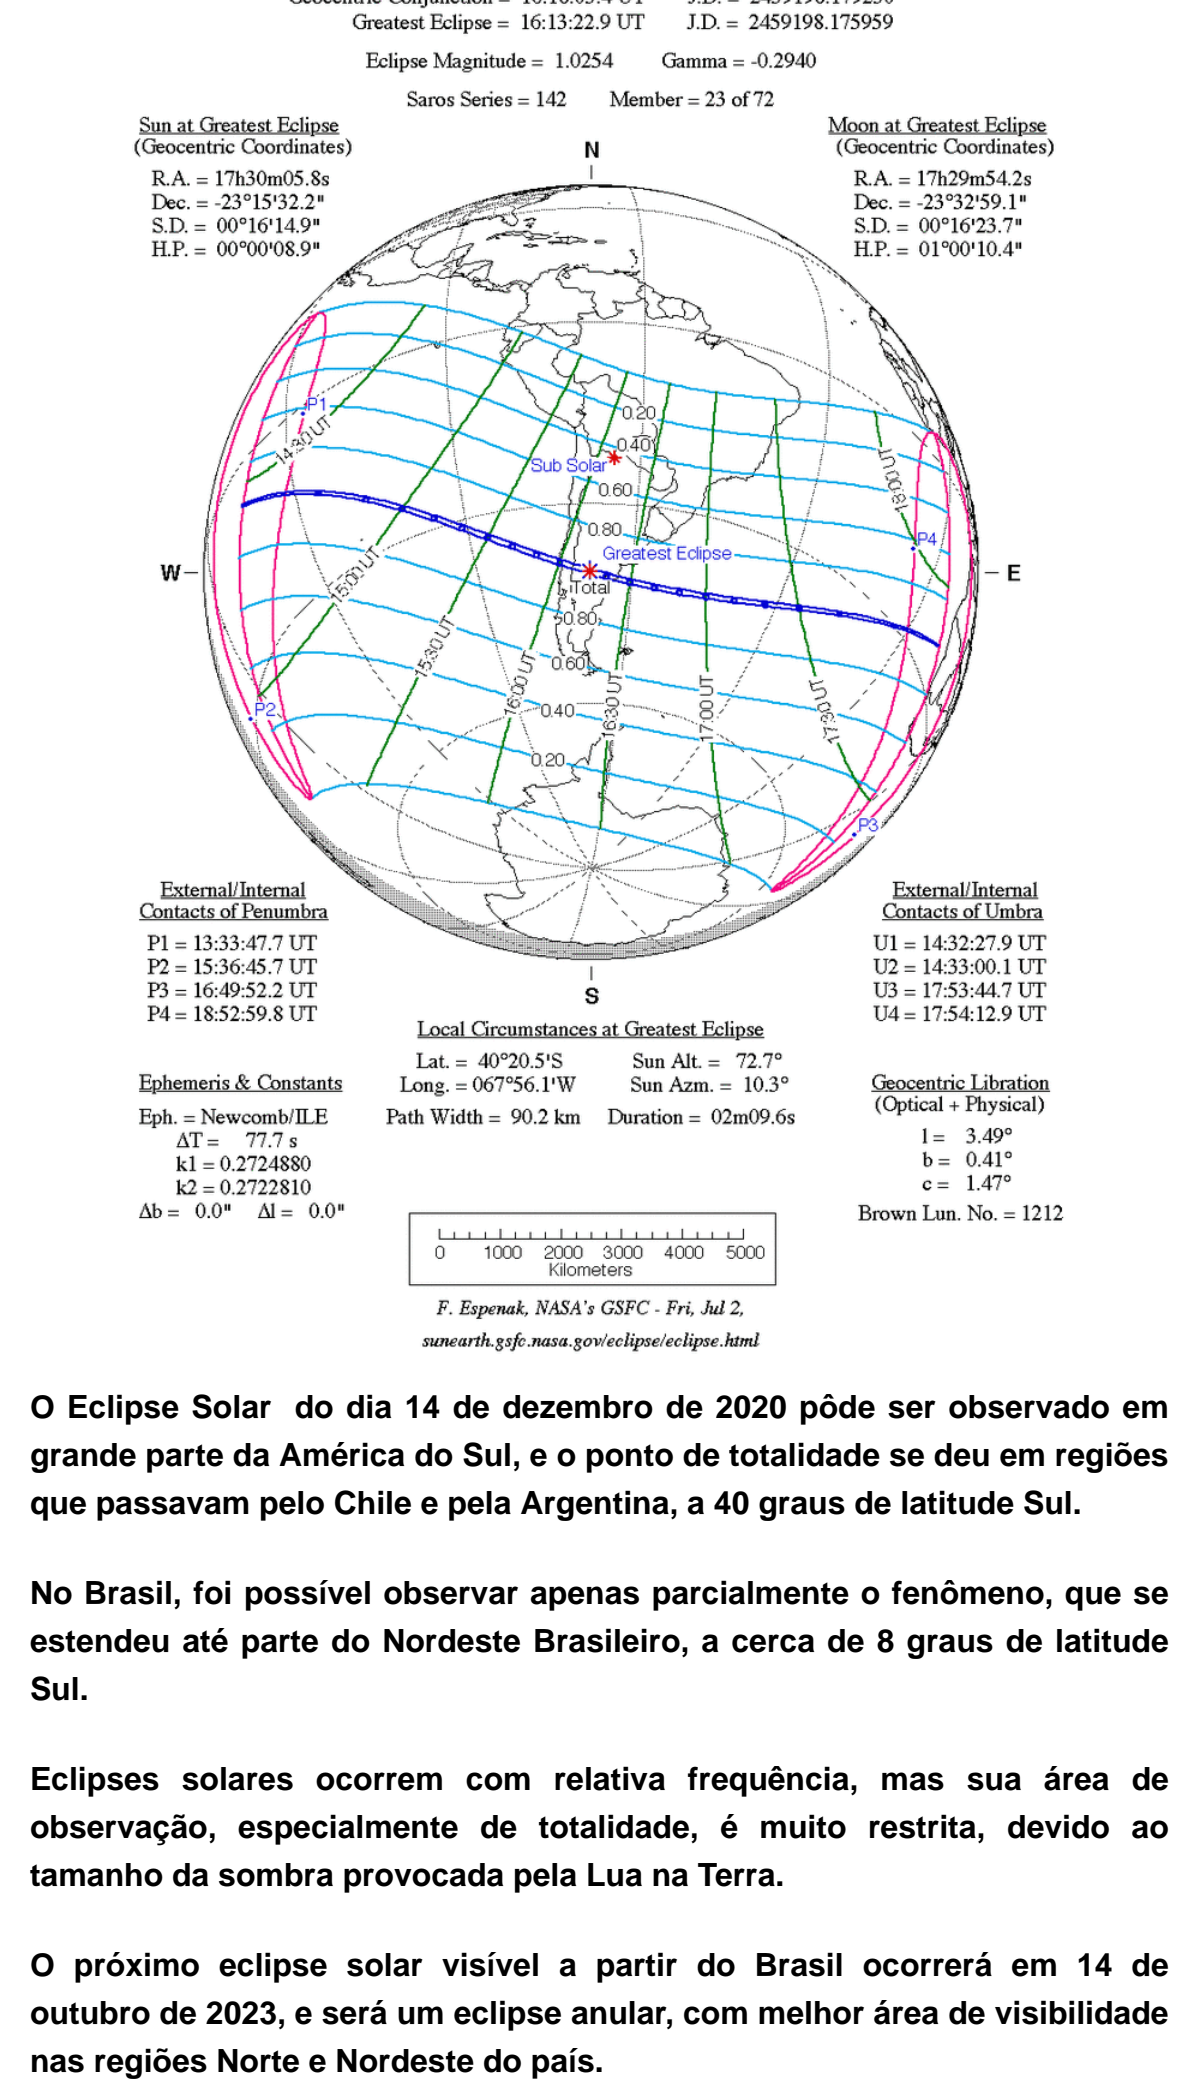 Greatest Eclipse = 16:13:22.9 UT J.D. = 2459198.175959
Eclipse Magnitude = 1.0254 Gamma = -0.2940
Saros Series = 142 Member = 23 of 72
Sun at Greatest Eclipse
(Geocentric Coordinates)
R.A. = 17h30m05.8s
Dec. = -23°15'32.2"
S.D. = 00°16'14.9"
H.P. = 00°00'08.9"
Moon at Greatest Eclipse
(Geocentric Coordinates)
R.A. = 17h29m54.2s
Dec. = -23°32'59.1"
S.D. = 00°16'23.7"
H.P. = 01°00'10.4"
N
P1
14:30 UT
0.20
0.40
Sub Solar
0.60
18:00 UT
0.80
P4
Greatest Eclipse
W
E
15:00 UT
Total
0.80
15:30 UT
0.60
16:00 UT
16:30 UT
17:00 UT
17:30 UT
P2
0.40
0.20
P3
S
External/Internal
Contacts of Penumbra
P1 = 13:33:47.7 UT
P2 = 15:36:45.7 UT
P3 = 16:49:52.2 UT
P4 = 18:52:59.8 UT
External/Internal
Contacts of Umbra
U1 = 14:32:27.9 UT
U2 = 14:33:00.1 UT
U3 = 17:53:44.7 UT
U4 = 17:54:12.9 UT
Local Circumstances at Greatest Eclipse
Lat. = 40°20.5'S Sun Alt. = 72.7°
Long. = 067°56.1'W Sun Azm. = 10.3°
Path Width = 90.2 km Duration = 02m09.6s
Ephemeris & Constants
Eph. = Newcomb/ILE
ΔT = 77.7 s
k1 = 0.2724880
k2 = 0.2722810
Δb = 0.0" Δl = 0.0"
Geocentric Libration
(Optical + Physical)
l = 3.49°
b = 0.41°
c = 1.47°
Brown Lun. No. = 1212
0 1000 2000 3000 4000 5000
Kilometers
F. Espenak, NASA's GSFC - Fri, Jul 2,
sunearth.gsfc.nasa.gov/eclipse/eclipse.html
O Eclipse Solar do dia 14 de dezembro de 2020 pôde ser observado em
grande parte da América do Sul, e o ponto de totalidade se deu em regiões
que passavam pelo Chile e pela Argentina, a 40 graus de latitude Sul.
No Brasil, foi possível observar apenas parcialmente o fenômeno, que se
estendeu até parte do Nordeste Brasileiro, a cerca de 8 graus de latitude
Sul.
Eclipses solares ocorrem com relativa frequência, mas sua área de
observação, especialmente de totalidade, é muito restrita, devido ao
tamanho da sombra provocada pela Lua na Terra.
O próximo eclipse solar visível a partir do Brasil ocorrerá em 14 de
outubro de 2023, e será um eclipse anular, com melhor área de visibilidade
nas regiões Norte e Nordeste do país.